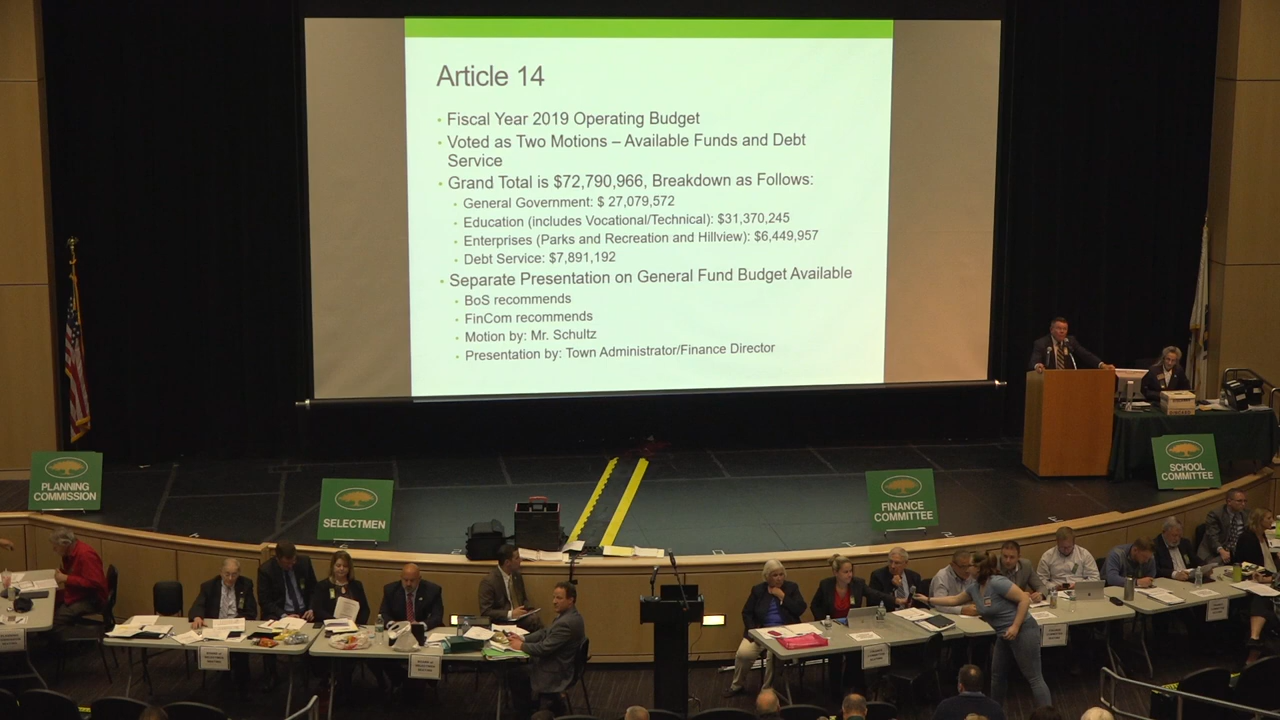 Article 14
• Fiscal Year 2019 Operating Budget
• Voted as Two Motions – Available Funds and Debt
Service
• Grand Total is $72,790,966, Breakdown as Follows:
• General Government: $ 27,079,572
• Education (includes Vocational/Technical): $31,370,245
• Enterprises (Parks and Recreation and Hillview): $6,449,957
• Debt Service: $7,891,192
• Separate Presentation on General Fund Budget Available
• BoS recommends
• FinCom recommends
• Motion by: Mr. Schultz
• Presentation by: Town Administrator/Finance Director
PLANNING
COMMISSION
SELECTMEN
FINANCE
COMMITTEE
SCHOOL
COMMITTEE